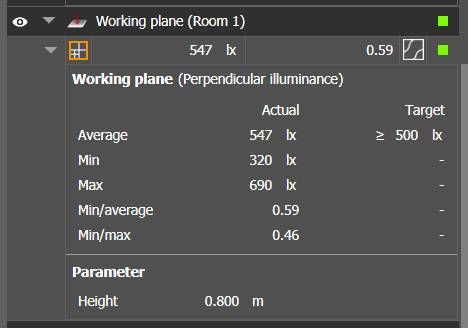 Working plane (Room 1)
547 lx 0.59
Working plane (Perpendicular illuminance)
Actual Target
Average 547 lx ≥ 500 lx
Min 320 lx -
Max 690 lx -
Min/average 0.59 -
Min/max 0.46 -
Parameter
Height 0.800 m